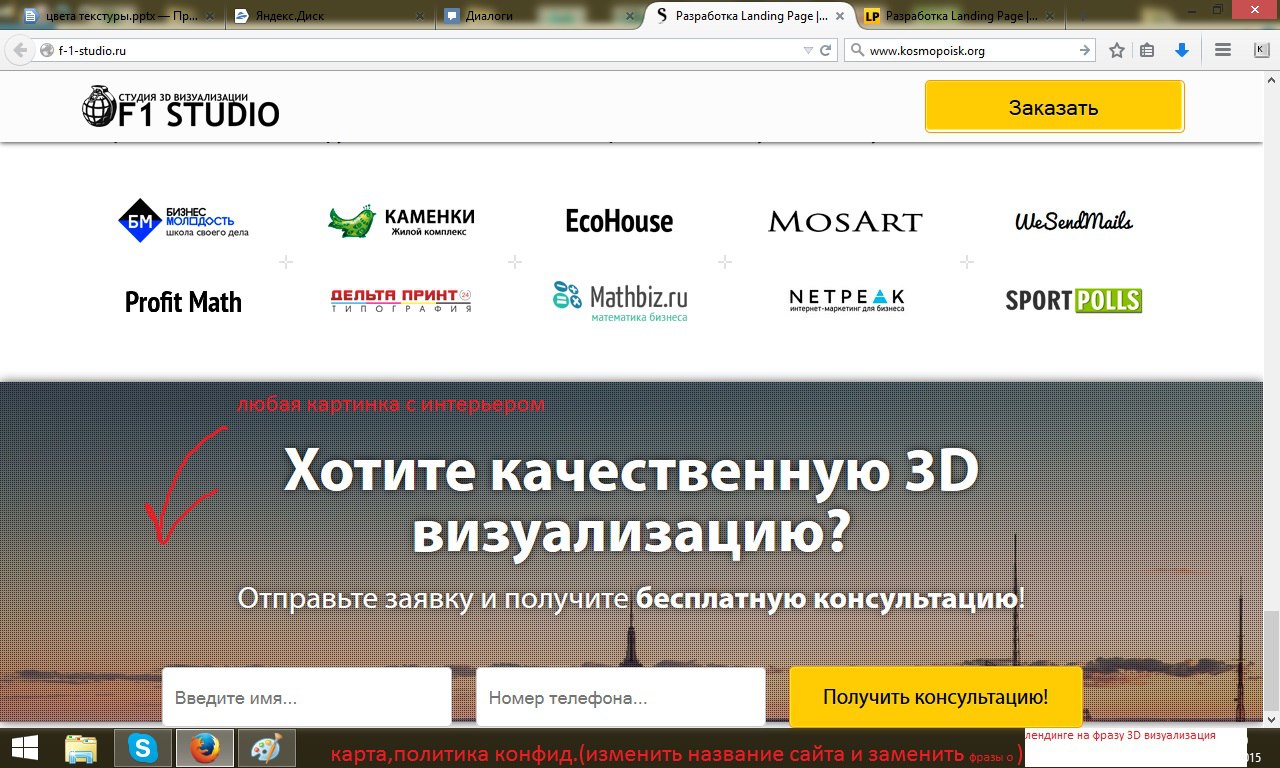 цвета текстуры.pptx — Пр...
Яндекс.Диск
Диалоги
Разработка Landing Page |...
LP Разработка Landing Page |...
f-1-studio.ru
www.kosmopoisk.org
K
СТУДИЯ 3D ВИЗУАЛИЗАЦИИ
F1 STUDIO
Заказать
БМ
БИЗНЕС
МОЛОДОСТЬ
школа своего дела
КАМЕНКИ
Жилой комплекс
EcoHouse
MosArt
WeSendMails
Profit Math
ДЕЛЬТА ПРИНТ 24
ТИПОГРАФИЯ
Mathbiz.ru
математика бизнеса
NETPEAK
интернет-маркетинг для бизнеса
SPORTPOLLS
любая картинка с интерьером
Хотите качественную 3D
визуализацию?
Отправьте заявку и получите бесплатную консультацию!
Введите имя...
Номер телефона...
Получить консультацию!
карта,политика конфид.(изменить название сайта и заменить фразы о )
лендинге на фразу 3D визуализация
015